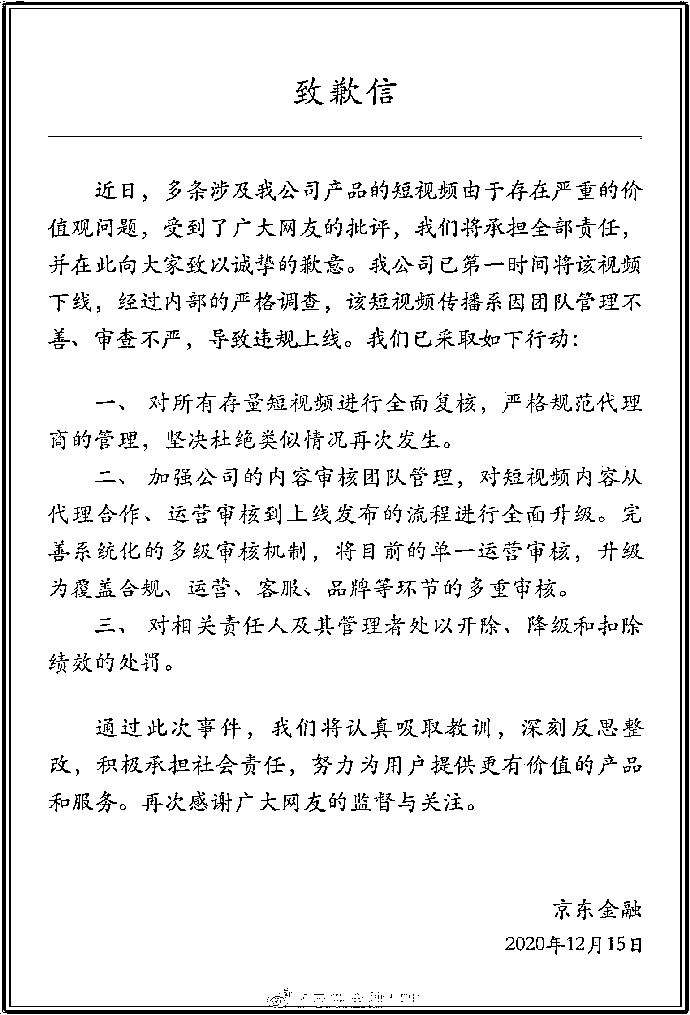 致歉信
近日，多条涉及我公司产品的短视频由于存在严重的价
值观问题，受到了广大网友的批评，我们将承担全部责任，
并在此向大家致以诚挚的歉意。我公司已第一时间将该视频
下线，经过内部的严格调查，该短视频传播系因团队管理不
善、审查不严，导致违规上线。我们已采取如下行动：
一、 对所有存量短视频进行全面复核，严格规范代理
商的管理，坚决杜绝类似情况再次发生。
二、 加强公司的内容审核团队管理，对短视频内容从
代理合作、运营审核到上线发布的流程进行全面升级。完
善系统化的多级审核机制，将目前的单一运营审核，升级
为覆盖合规、运营、客服、品牌等环节的多重审核。
三、 对相关责任人及其管理者处以开除、降级和扣除
绩效的处罚。
通过此次事件，我们将认真吸取教训，深刻反思整
改，积极承担社会责任，努力为用户提供更有价值的产品
和服务。再次感谢广大网友的监督与关注。
京东金融
2020年12月15日